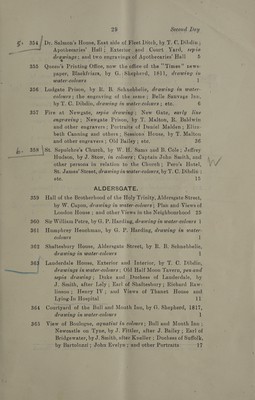 29 Second Day
354 Dr. Salmon's House, East side of Fleet Ditch, by T. C. Dibdin;
Apothecaries' Hall; Exterior and Court Yard, sepia
drawings; and two engravings of Apothecaries' Hall 5
355 Queen's Printing Office, now the office of the "Times" news-
paper, Blackfriars, by G. Shepherd, 1811, drawing in
water-colours 1
356 Ludgate Prison, by R. B. Schnebbelie, drawing in water-
colours; the engraving of the same; Belle Sauvage Inn,
by T. C. Dibdin, drawing in water-colours; etc. 6
357 Fire at Newgate, sepia drawing; New Gate, early line
engraving; Newgate Prison, by T. Malton, R. Baldwin
and other engravers; Portraits of Daniel Malden; Eliza-
beth Canning and others; Sessions House, by T. Malton
and other engravers; Old Bailey; etc. 26
358 St. Sepulchre's Church, by W. H. Saner and B. Cole; Jeffrey
Hudson, by J. Stow, in colours; Captain John Smith, and
other persons in relation to the Church; Pero's Hotel,
St. James' Street, drawing in water-colours, by T. C. Dibdin;
etc. 15
ALDERSGATE.
359 Hall of the Brotherhood of the Holy Trinity, Aldersgate Street,
by W. Capon, drawing in water-colours; Plan and Views of
London House; and other Views in the Neighbourhood 13
360 Sir William Petre, by G. P. Harding, drawing in water-colours 1
361 Humphrey Henchman, by G. P. Harding, drawing in water-
colours 1
362 Shaftesbury House, Aldersgate Street, by R. B. Schnebbelie,
drawing in water-colours 1
363 Lauderdale House, Exterior and Interior, by T. C. Dibdin,
drawings in water-colours; Old Half Moon Tavern, pen and
sepia drawing; Duke and Duchess of Lauderdale, by
J. Smith, after Lely; Earl of Shaftesbury; Richard Raw-
linson; Henry IV; and Views of Thanet House and
Lying-In Hospital 11
364 Courtyard of the Bull and Mouth Inn, by G. Shepherd, 1817,
drawing in water-colours 1
365 View of Boulogne, aquatint in colours; Bull and Mouth Inn;
Newcastle on Tyne, by J. Fittler, after J. Bailey; Earl of
Bridgewater, by J. Smith, after Kneller; Duchess of Suffolk,
by Bartolozzi; John Evelyn; and other Portraits 17